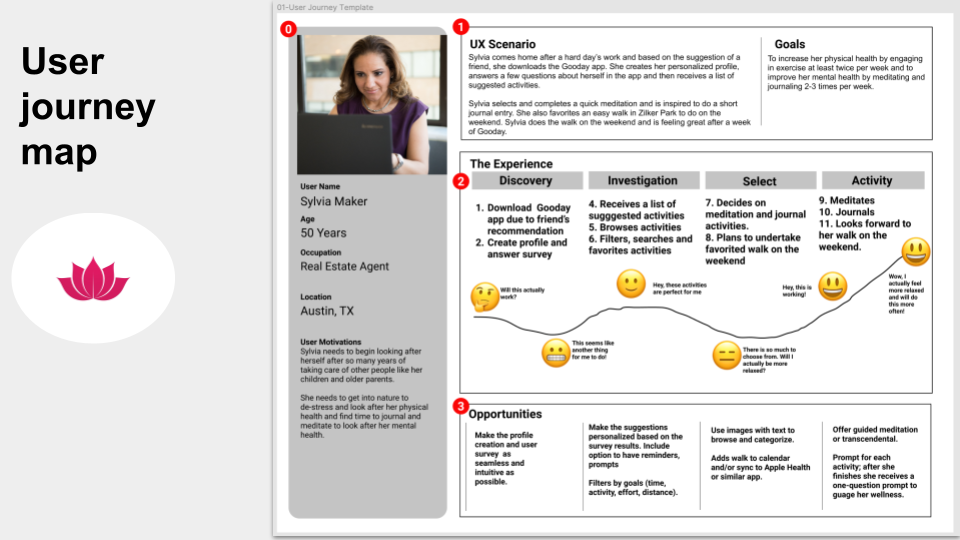 01-User Journey Template
User
journey
map
0
User Name
Sylvia Maker
Age
50 Years
Occupation
Real Estate Agent
Location
Austin, TX
User Motivations
Sylvia needs to begin looking after
herself after so many years of
taking care of other people like her
children and older parents.
She needs to get into nature to
de-stress and look after her physical
health and find time to journal and
meditate to look after her mental
health.
1
UX Scenario
Sylvia comes home after a hard day's work and based on the suggestion of a
friend, she downloads the Gooday app. She creates her personalized profile,
answers a few questions about herself in the app and then receives a list of
suggested activities.
Sylvia selects and completes a quick meditation and is inspired to do a short
journal entry. She also favorites an easy walk in Zilker Park to do on the
weekend. Sylvia does the walk on the weekend and is feeling great after a week
of Gooday.
Goals
To increase her physical health by engaging
in exercise at least twice per week and to
improve her mental health by meditating and
journaling 2-3 times per week.
2
The Experience
Discovery
1. Download Gooday
app due to friend's
recommendation
2. Create profile and
answer survey
Investigation
4. Receives a list of
sugggested activities
5. Browses activities
6. Filters, searches and
favorites activities
Select
7. Decides on
meditation and journal
activities.
8. Plans to undertake
favorited walk on the
weekend
Activity
9. Meditates
10. Journals
11. Looks forward to
her walk on the
weekend.
Will this actually
work?
This seems like
another thing
for me to do!
Hey, these activities
are perfect for me
There is so much to
choose from. Will I
actually be more
relaxed?
Hey, this is
working!
Wow, I
actually feel
more relaxed
and will do
this more
often!
3
Opportunities
Make the profile
creation and user
survey as
seamless and
intuitive as
possible.
Make the suggestions
personalized based on the
survey results. Include
option to have reminders,
prompts
Filters by goals (time,
activity, effort, distance).
Use images with text to
browse and categorize.
Adds walk to calendar
and/or sync to Apple Health
or similar app.
Offer guided meditation
or transcendental.
Prompt for each
activity; after she
finishes she receives a
one-question prompt to
guage her wellness.